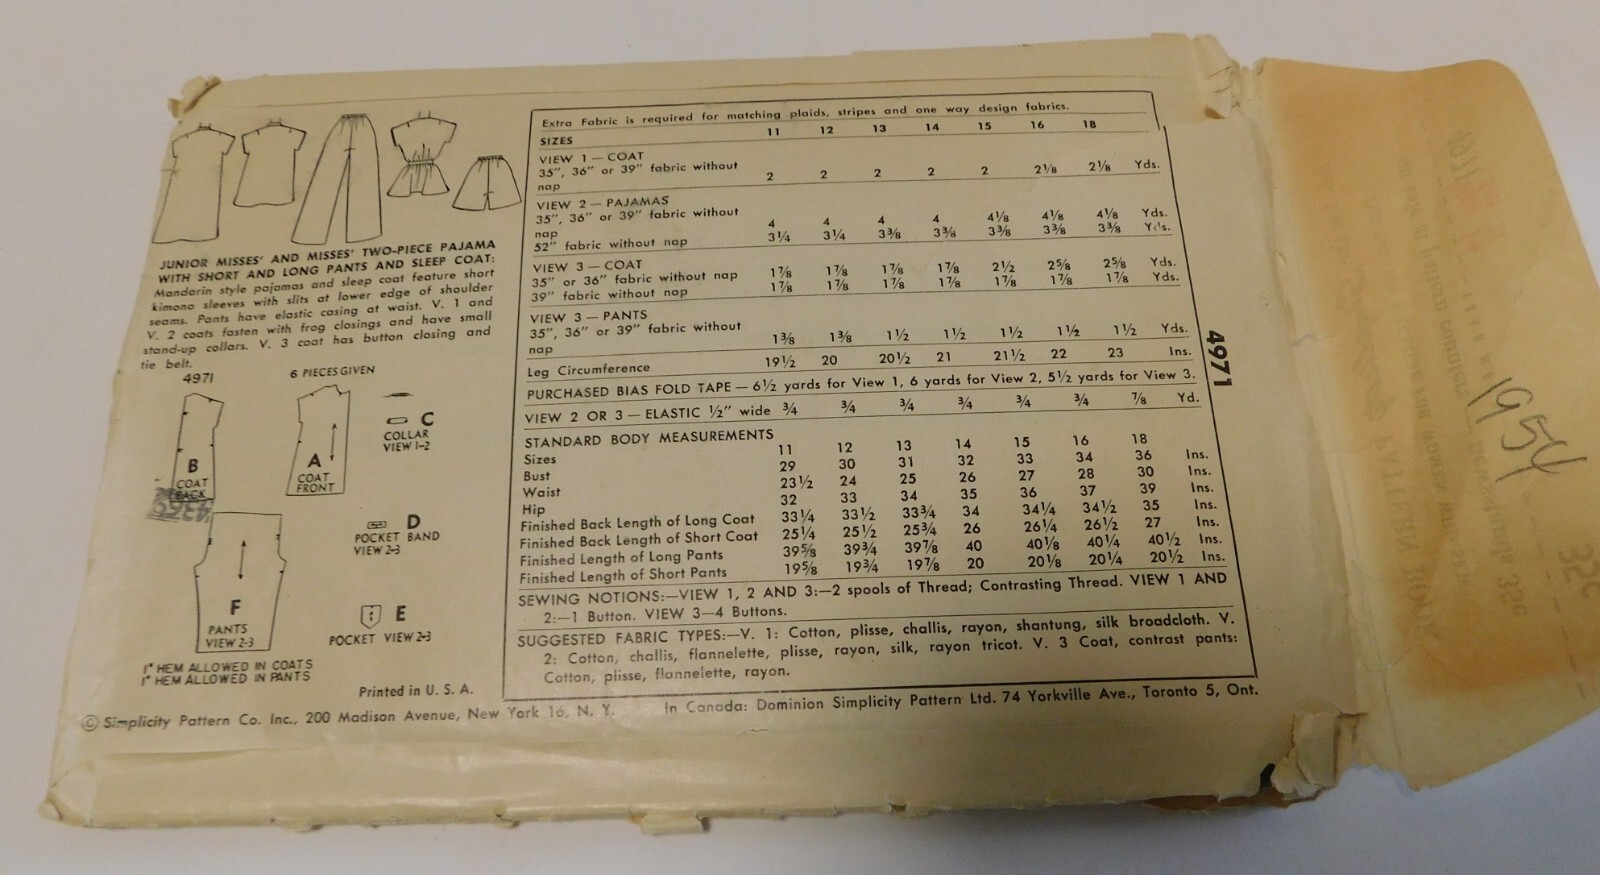 JUNIOR MISSES' AND MISSES' TWO-PIECE PAJAMA
WITH SHORT AND LONG PANTS AND SLEEP COAT:
Mandarin style pajamas and sleep coat feature short
kimono sleeves with slits at lower edge of shoulder
seams. Pants have elastic casing at waist. V. 1 and
V. 2 coats fasten with frog closings and have small
stand-up collars. V. 3 coat has button closing and
tie belt.
4971
6 PIECES GIVEN
B
COAT
BACK
A
COAT
FRONT
C
COLLAR
VIEW 1-2
D
POCKET BAND
VIEW 2-3
F
PANTS
VIEW 2-3
E
POCKET VIEW 2-3
1" HEM ALLOWED IN COATS
1" HEM ALLOWED IN PANTS
Printed in U. S. A.
© Simplicity Pattern Co. Inc., 200 Madison Avenue, New York 16, N. Y. In Canada: Dominion Simplicity Pattern Ltd. 74 Yorkville Ave., Toronto 5, Ont.
Extra Fabric is required for matching plaids, stripes and one way design fabrics.
SIZES 11 12 13 14 15 16 18
VIEW 1 — COAT
35", 36" or 39" fabric without
nap 2 2 2 2 2 2⅛ 2⅛ Yds.
VIEW 2 — PAJAMAS
35", 36" or 39" fabric without
nap 4 4 4 4 4⅛ 4⅛ 4⅛ Yds.
52" fabric without nap 3¼ 3¼ 3⅜ 3⅜ 3⅜ 3⅜ 3⅜ Yds.
VIEW 3 — COAT
35" or 36" fabric without nap 1⅞ 1⅞ 1⅞ 1⅞ 2½ 2⅝ 2⅝ Yds.
39" fabric without nap 1⅞ 1⅞ 1⅞ 1⅞ 1⅞ 1⅞ 1⅞ Yds.
VIEW 3 — PANTS
35", 36" or 39" fabric without
nap 1⅜ 1⅜ 1½ 1½ 1½ 1½ 1½ Yds.
Leg Circumference 19½ 20 20½ 21 21½ 22 23 Ins.
PURCHASED BIAS FOLD TAPE — 6½ yards for View 1, 6 yards for View 2, 5½ yards for View 3.
VIEW 2 OR 3 — ELASTIC ½" wide ¾ ¾ ¾ ¾ ¾ ¾ ⅞ Yd.
STANDARD BODY MEASUREMENTS
Sizes 11 12 13 14 15 16 18
Bust 29 30 31 32 33 34 36 Ins.
Waist 23½ 24 25 26 27 28 30 Ins.
Hip 32 33 34 35 36 37 39 Ins.
Finished Back Length of Long Coat 33¼ 33½ 33¾ 34 34¼ 34½ 35 Ins.
Finished Back Length of Short Coat 25¼ 25½ 25¾ 26 26¼ 26½ 27 Ins.
Finished Length of Long Pants 39⅝ 39¾ 39⅞ 40 40⅛ 40¼ 40½ Ins.
Finished Length of Short Pants 19⅝ 19¾ 19⅞ 20 20⅛ 20¼ 20½ Ins.
SEWING NOTIONS:—VIEW 1, 2 AND 3:—2 spools of Thread; Contrasting Thread. VIEW 1 AND
2:—1 Button. VIEW 3—4 Buttons.
SUGGESTED FABRIC TYPES:—V. 1: Cotton, plisse, challis, rayon, shantung, silk broadcloth. V.
2: Cotton, challis, flannelette, plisse, rayon, silk, rayon tricot. V. 3 Coat, contrast pants:
Cotton, plisse, flannelette, rayon.
4971
1954